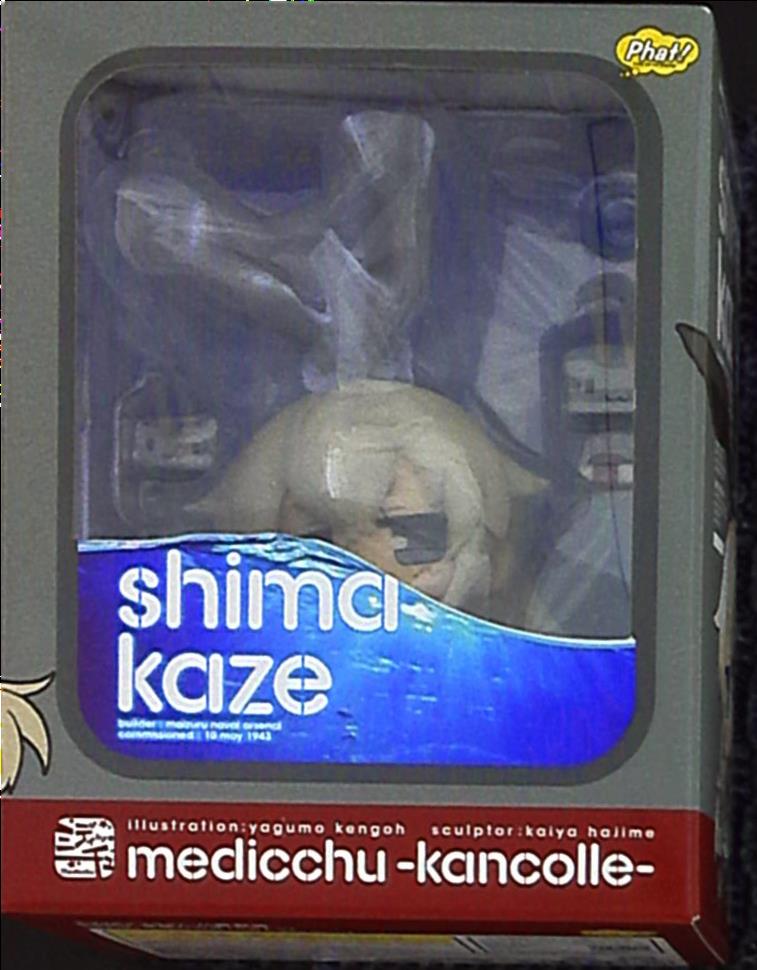 Phat!
shima-
kaze
builder : maizuru naval arsenal
commissioned : 10 may 1943
illustration:yagumo kengoh sculptor:kaiya hajime
medicchu -kancolle-